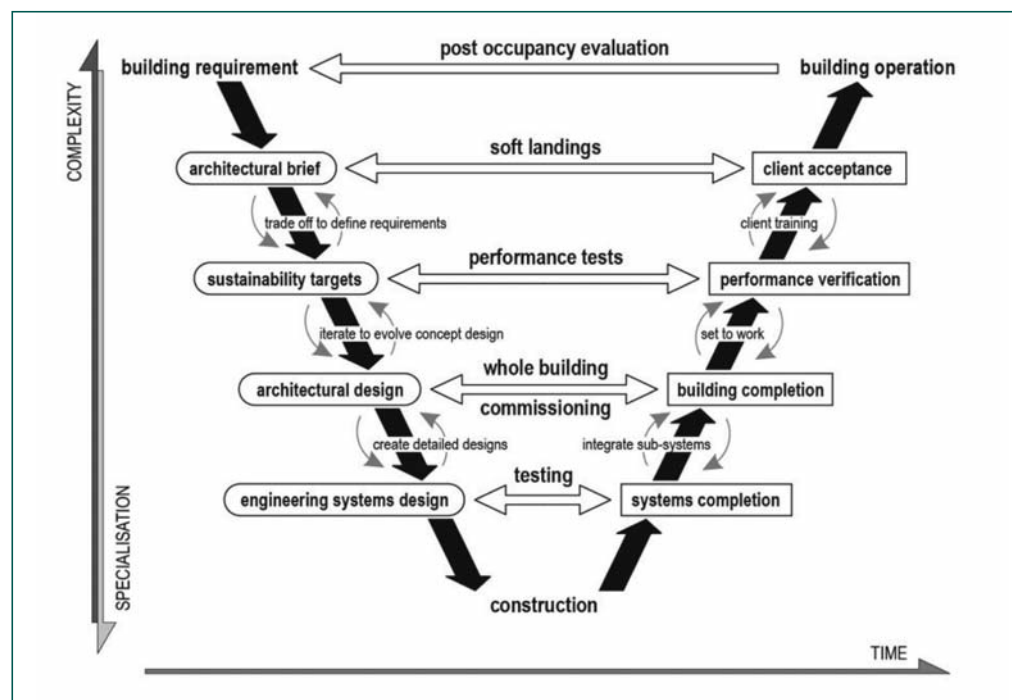 post occupancy evaluation
building requirement
building operation
COMPLEXITY
soft landings
architectural brief
client acceptance
trade off to define requirements
client training
performance tests
sustainability targets
performance verification
iterate to evolve concept design
set to work
whole building
architectural design
building completion
commissioning
create detailed designs
integrate sub-systems
testing
engineering systems design
systems completion
SPECIALISATION
construction
TIME